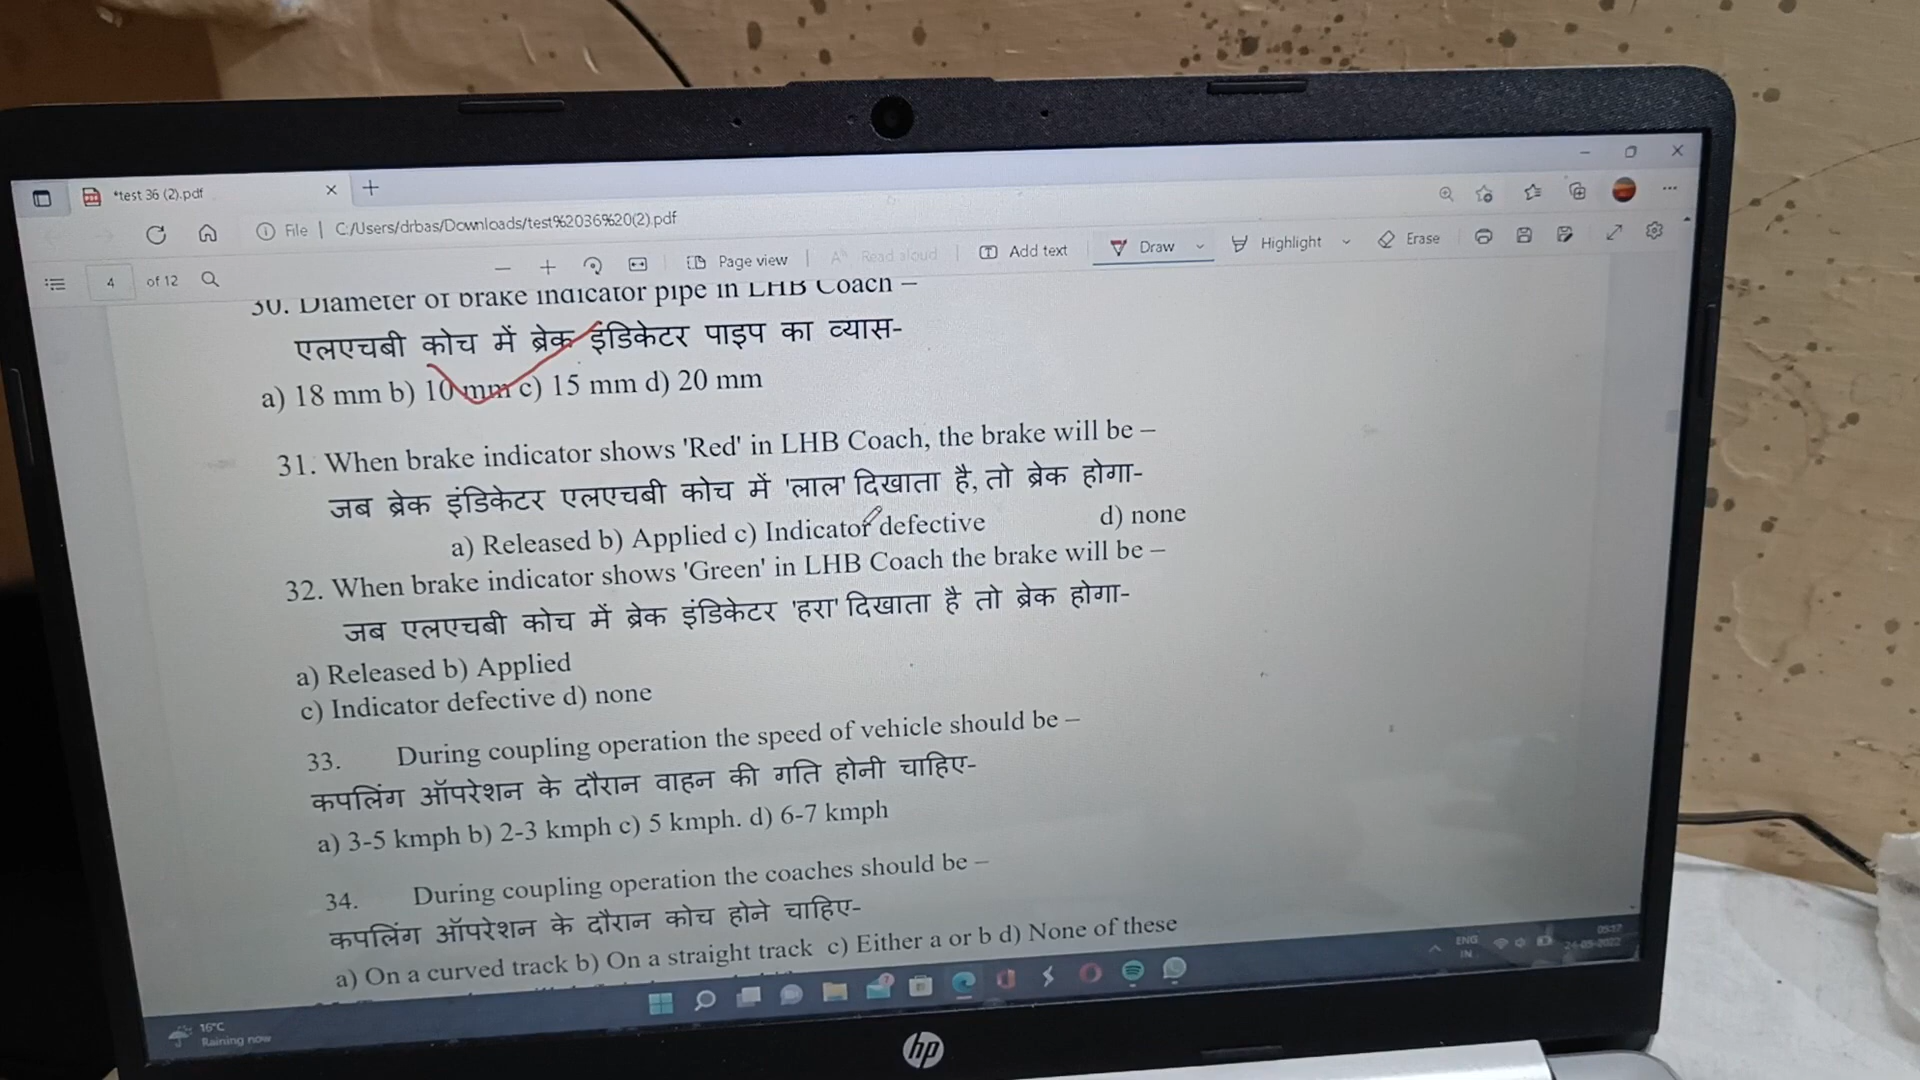 *test 36 (2).pdf
File | C:/Users/drbas/Downloads/test%2036%20(2).pdf
4 of 12
Page view | Read aloud | Add text | Draw Highlight Erase
30. Diameter of brake indicator pipe in LHB Coach –
एलएचबी कोच में ब्रेक इंडिकेटर पाइप का व्यास-
a) 18 mm b) 10 mm c) 15 mm d) 20 mm
31. When brake indicator shows 'Red' in LHB Coach, the brake will be –
जब ब्रेक इंडिकेटर एलएचबी कोच में 'लाल' दिखाता है, तो ब्रेक होगा-
a) Released b) Applied c) Indicator defective d) none
32. When brake indicator shows 'Green' in LHB Coach the brake will be –
जब एलएचबी कोच में ब्रेक इंडिकेटर 'हरा' दिखाता है तो ब्रेक होगा-
a) Released b) Applied
c) Indicator defective d) none
33. During coupling operation the speed of vehicle should be –
कपलिंग ऑपरेशन के दौरान वाहन की गति होनी चाहिए-
a) 3-5 kmph b) 2-3 kmph c) 5 kmph. d) 6-7 kmph
34. During coupling operation the coaches should be –
कपलिंग ऑपरेशन के दौरान कोच होने चाहिए-
a) On a curved track b) On a straight track c) Either a or b d) None of these
16°C
Raining now
ENG
IN
24-05-2022
hp